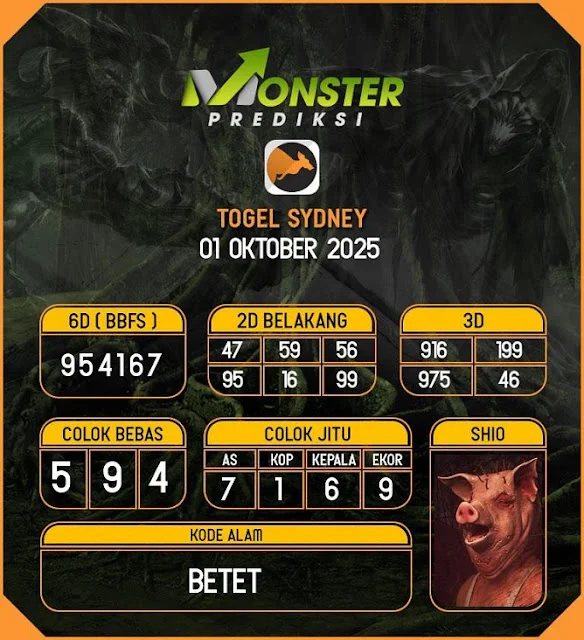 MONSTER
PREDIKSI
TOGEL SYDNEY
01 OKTOBER 2025
6D ( BBFS )
954167
2D BELAKANG
47 59 56
95 16 99
3D
916 199
975 46
COLOK BEBAS
5 9 4
COLOK JITU
AS KOP KEPALA EKOR
7 1 6 9
SHIO
KODE ALAM
BETET